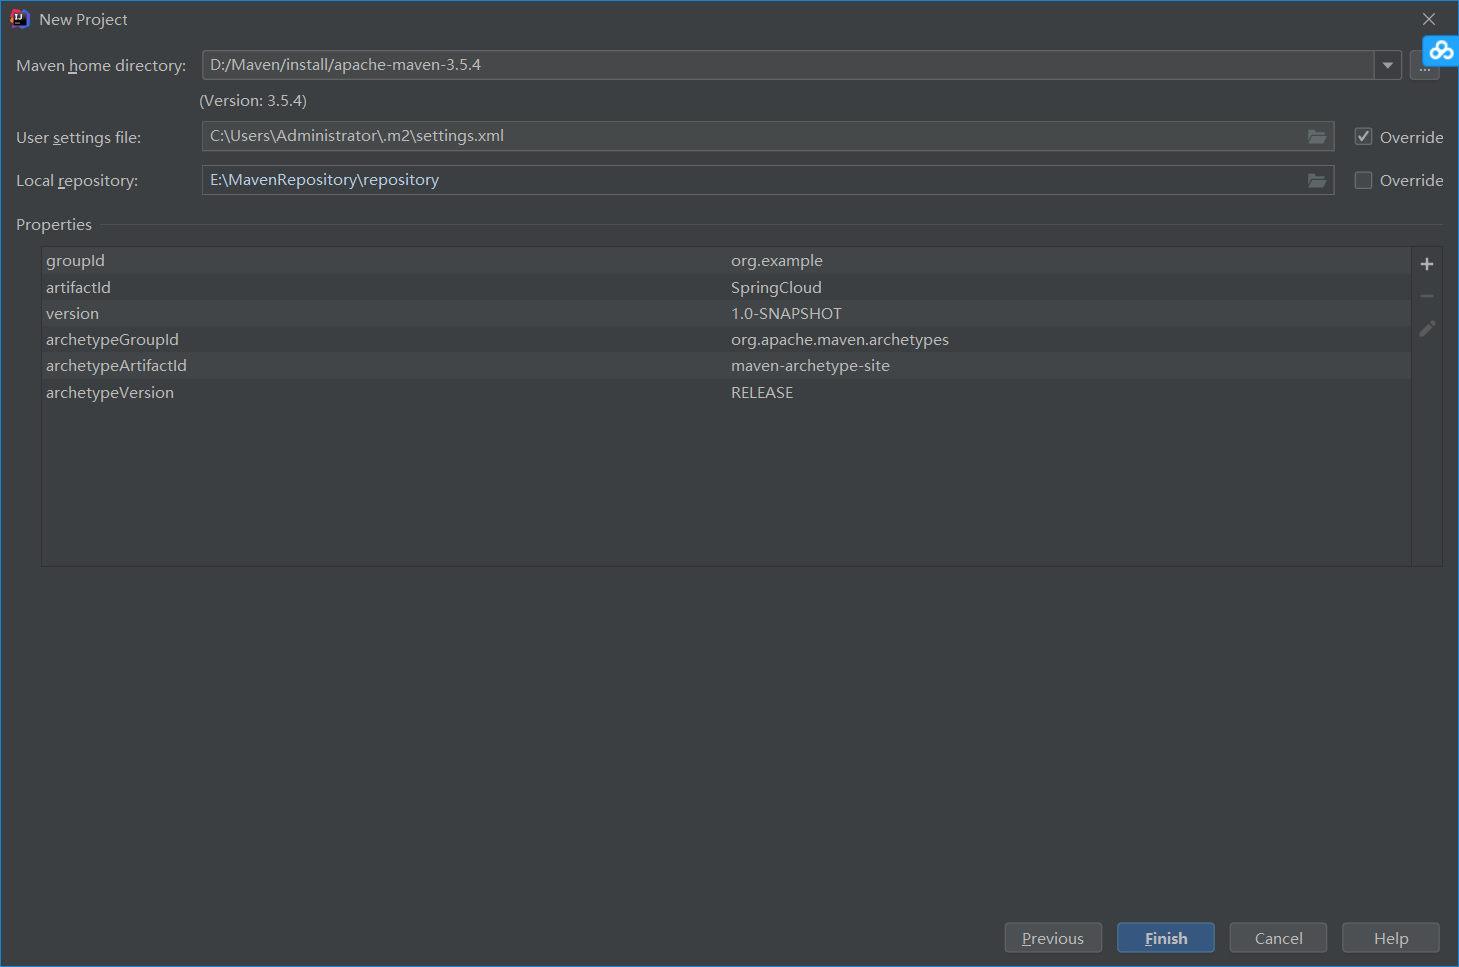 New Project
Maven home directory: D:/Maven/install/apache-maven-3.5.4 ...
(Version: 3.5.4)
User settings file: C:\Users\Administrator\.m2\settings.xml Override
Local repository: E:\MavenRepository\repository Override
Properties
groupId org.example
artifactId SpringCloud
version 1.0-SNAPSHOT
archetypeGroupId org.apache.maven.archetypes
archetypeArtifactId maven-archetype-site
archetypeVersion RELEASE
Previous Finish Cancel Help